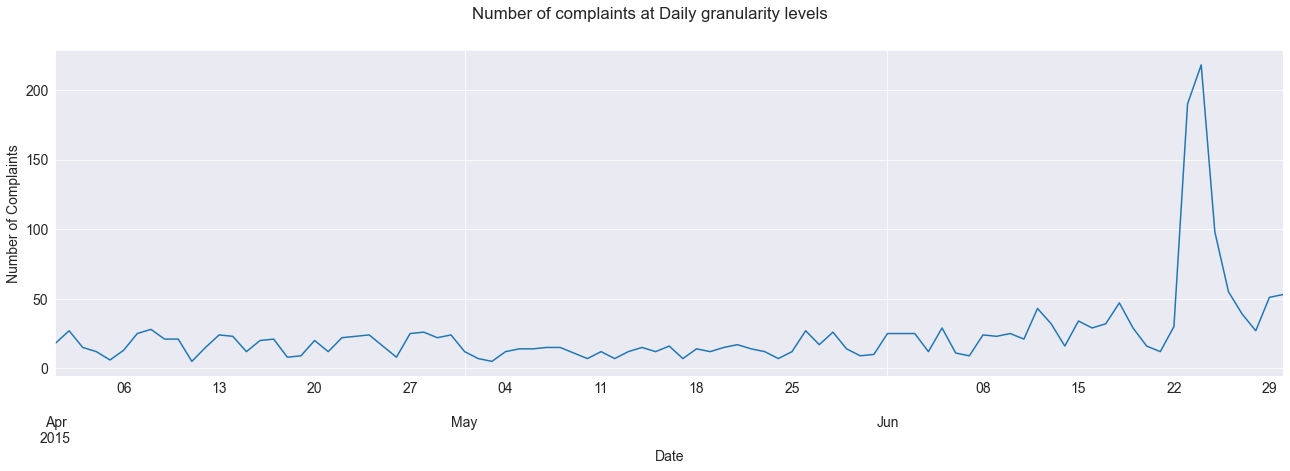 Number of complaints at Daily granularity levels
Number of Complaints
200
150
100
50
0
06 13 20 27 04 11 18 25 08 15 22 29
Apr May Jun
2015
Date